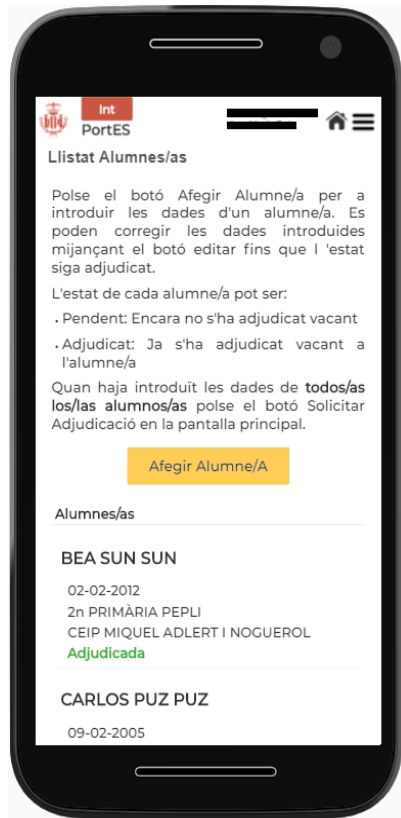 Int
PortES
Llistat Alumnes/as
Polse el botó Afegir Alumne/a per a
introduir les dades d'un alumne/a. Es
poden corregir les dades introduides
mijançant el botó editar fins que l 'estat
siga adjudicat.
L'estat de cada alumne/a pot ser:
• Pendent: Encara no s'ha adjudicat vacant
• Adjudicat: Ja s'ha adjudicat vacant a
l'alumne/a
Quan haja introduït les dades de todos/as
los/las alumnos/as polse el botó Solicitar
Adjudicació en la pantalla principal.
Afegir Alumne/A
Alumnes/as
BEA SUN SUN
02-02-2012
2n PRIMÀRIA PEPLI
CEIP MIQUEL ADLERT I NOGUEROL
Adjudicada
CARLOS PUZ PUZ
09-02-2005